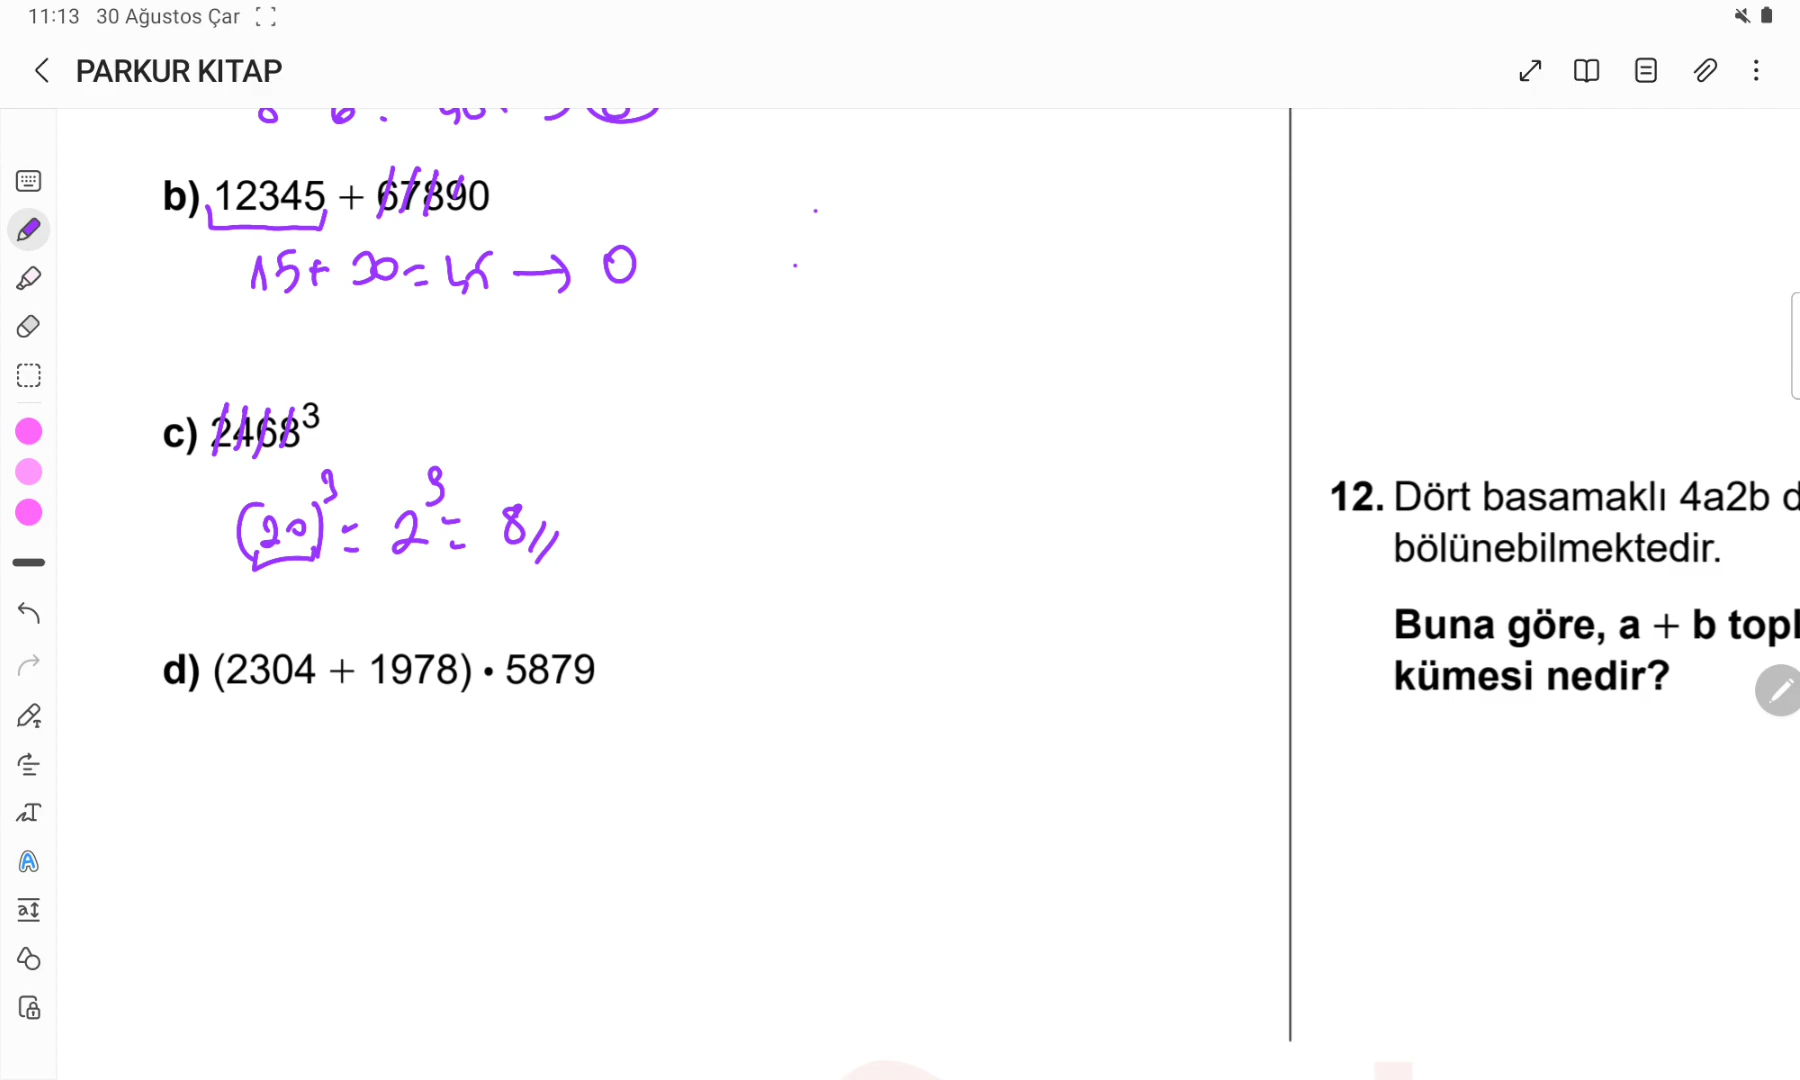 11:13 30 Ağustos Çar
PARKUR KITAP
b) 12345 + 67890
15 + 30 = 45 → 0
c) 2468³
(20)³ = 2³ = 8
d) (2304 + 1978) • 5879
12. Dört basamaklı 4a2b d
bölünebilmektedir.
Buna göre, a + b topl
kümesi nedir?